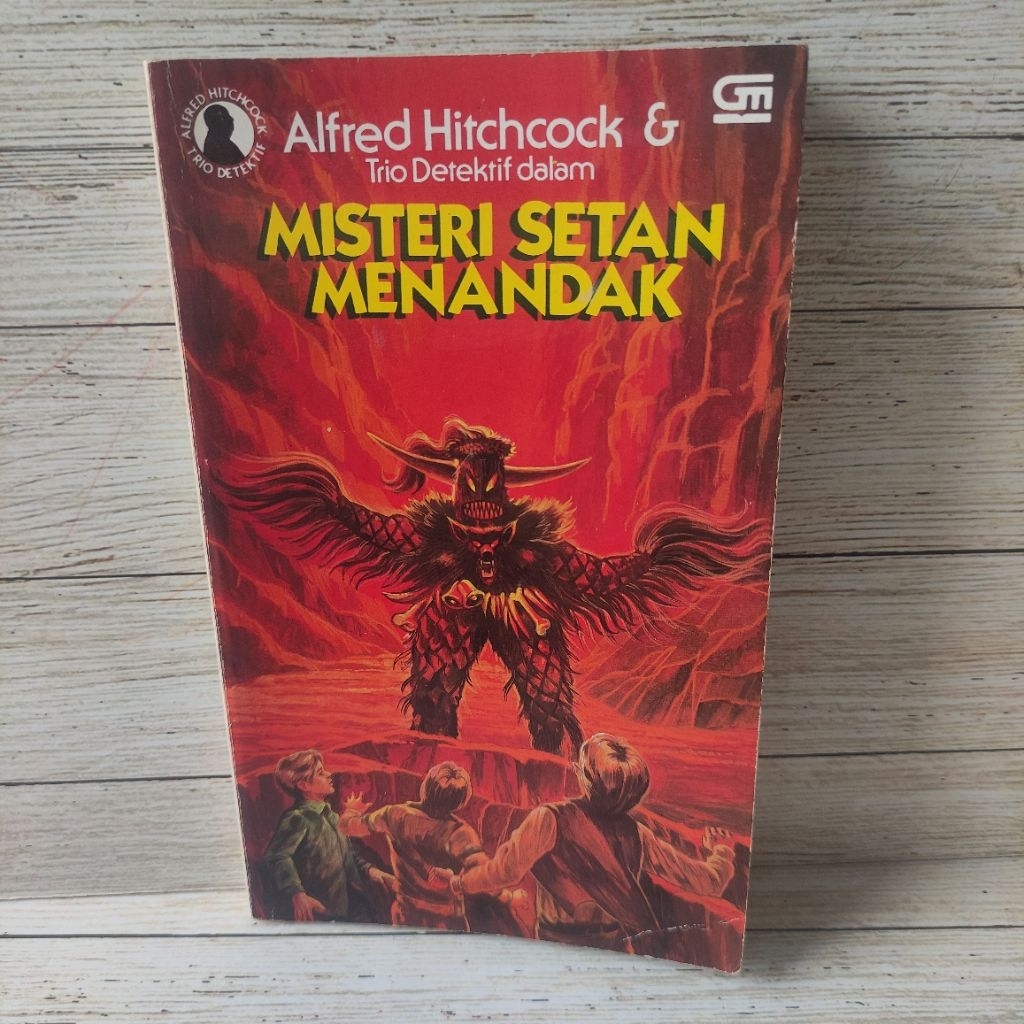 ALFRED HITCHCOCK
TRIO DETEKTIF
GM
Alfred Hitchcock &
Trio Detektif dalam
MISTERI SETAN
MENANDAK